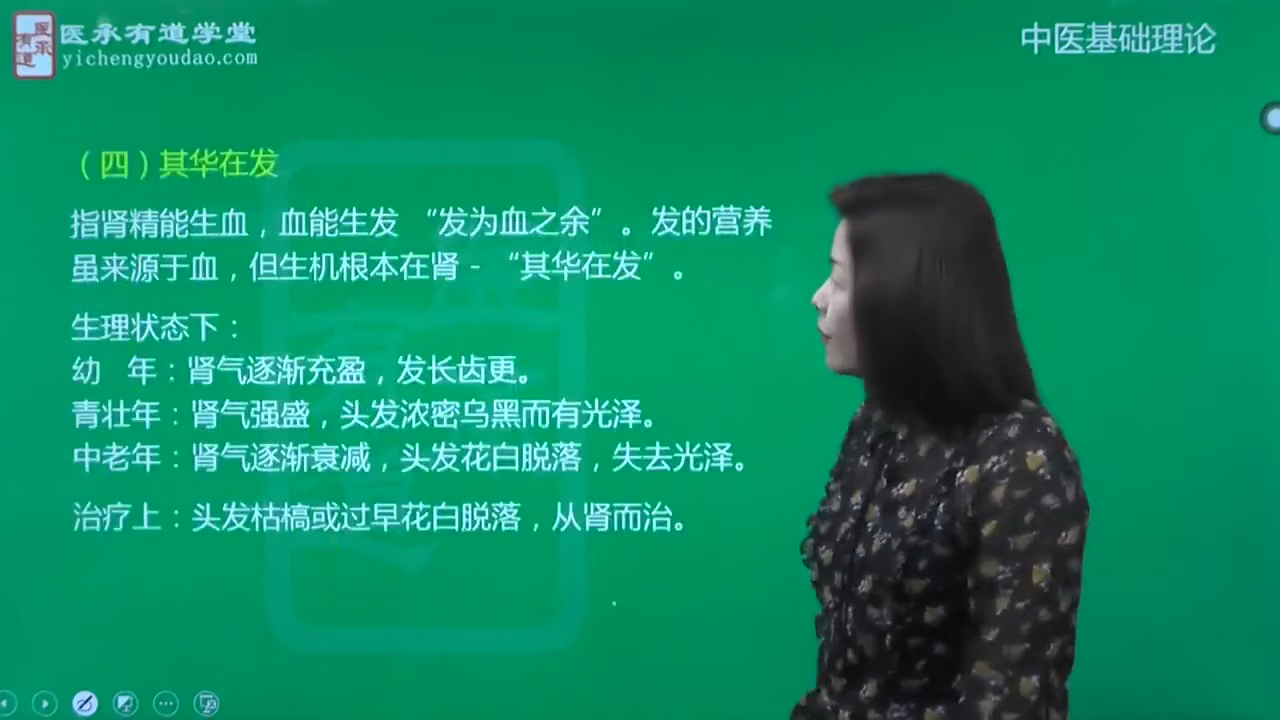 医承有道学堂
yichengyoudao.com
中医基础理论
（四）其华在发
指肾精能生血，血能生发 “发为血之余” 。发的营养
虽来源于血，但生机根本在肾 - “其华在发” 。
生理状态下：
幼 年：肾气逐渐充盈，发长齿更。
青壮年：肾气强盛，头发浓密乌黑而有光泽。
中老年：肾气逐渐衰减，头发花白脱落，失去光泽。
治疗上：头发枯槁或过早花白脱落，从肾而治。